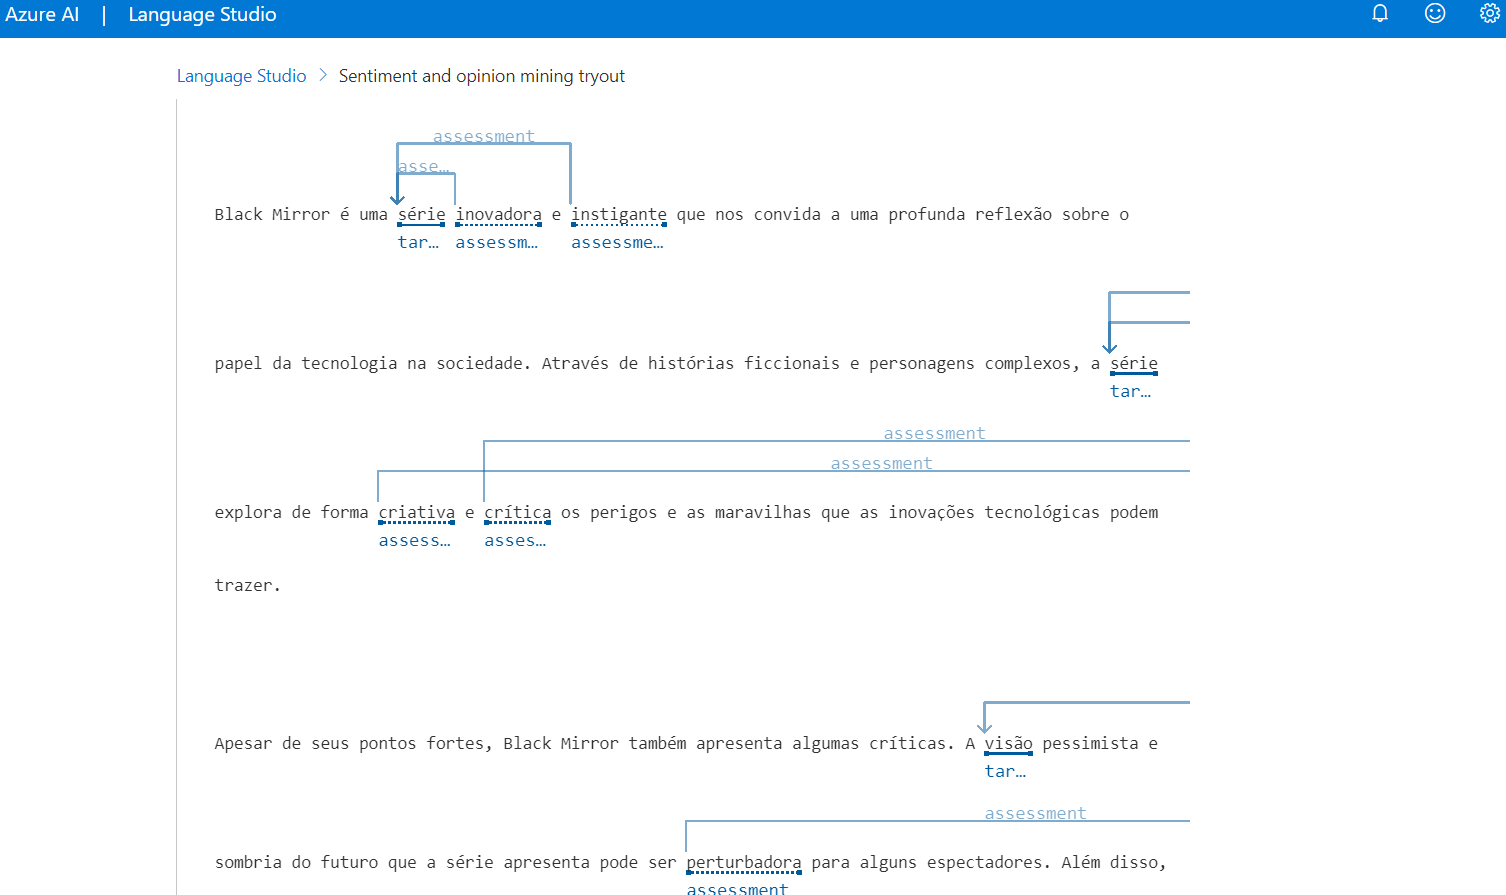 Azure AI | Language Studio
Language Studio > Sentiment and opinion mining tryout
assessment
asse…
Black Mirror é uma série inovadora e instigante que nos convida a uma profunda reflexão sobre o
tar… assessm… assessme…
papel da tecnologia na sociedade. Através de histórias ficcionais e personagens complexos, a série
tar…
assessment
assessment
explora de forma criativa e crítica os perigos e as maravilhas que as inovações tecnológicas podem
assess… asses…
trazer.
Apesar de seus pontos fortes, Black Mirror também apresenta algumas críticas. A visão pessimista e
tar…
assessment
sombria do futuro que a série apresenta pode ser perturbadora para alguns espectadores. Além disso,
assessment